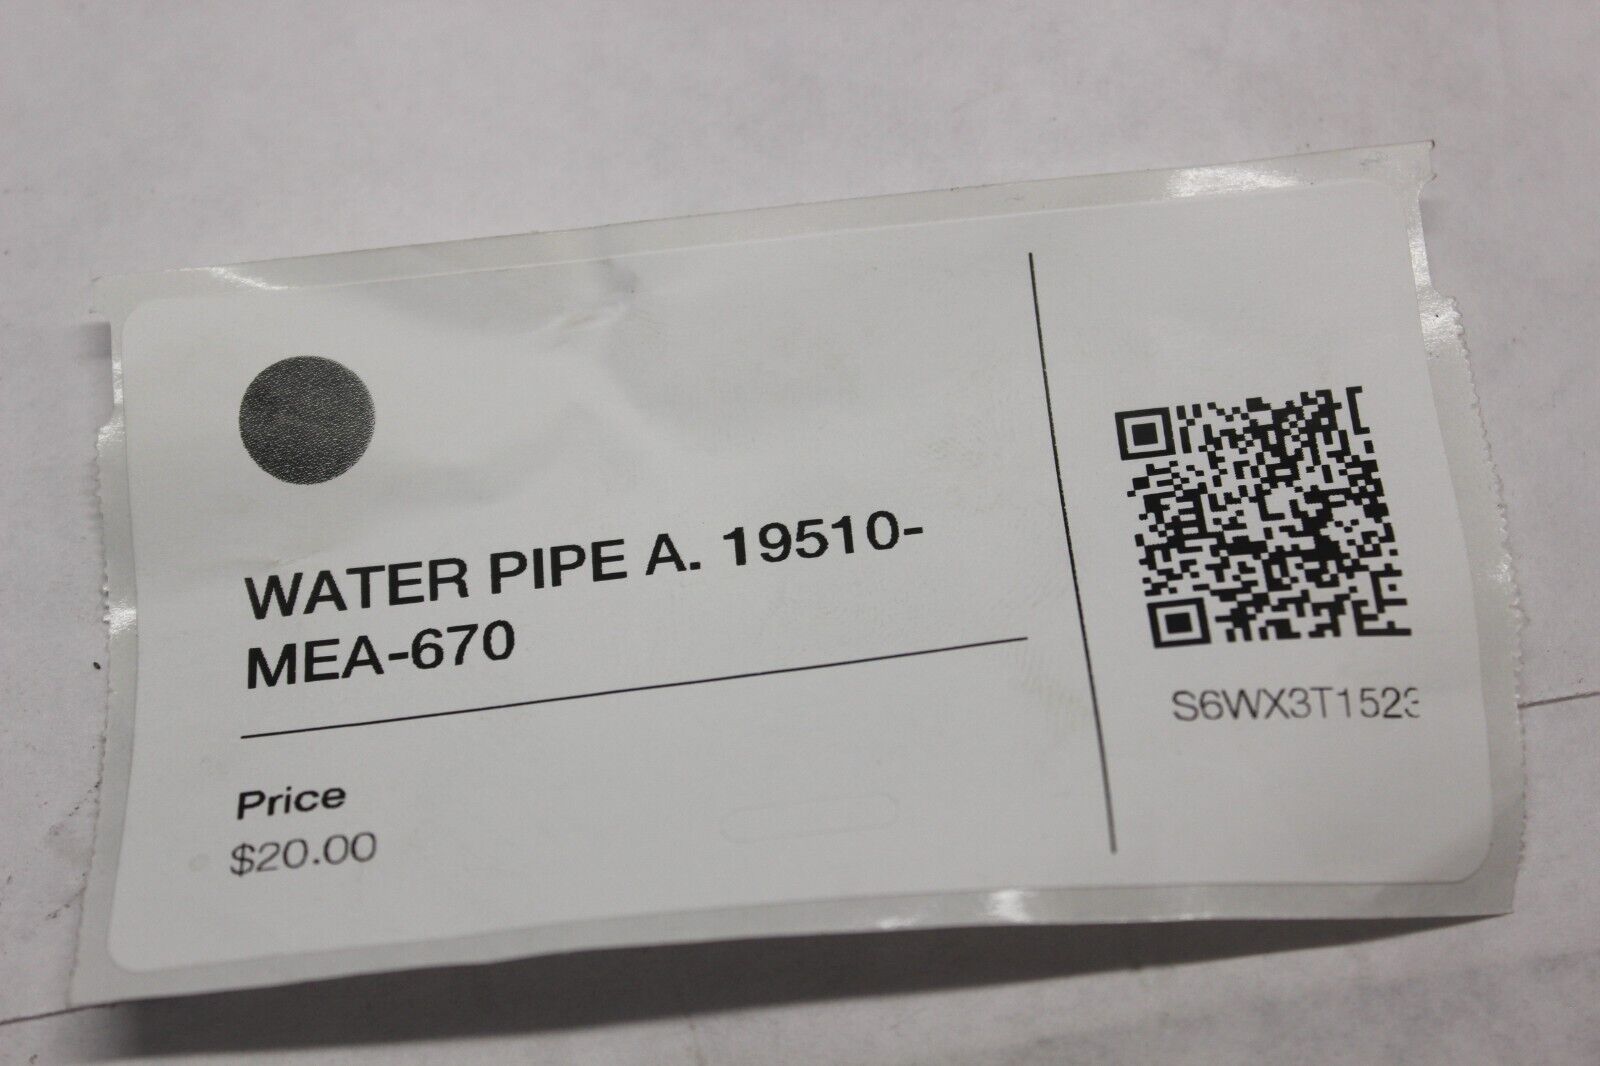 WATER PIPE A. 19510-
MEA-670
Price
$20.00
S6WX3T1523